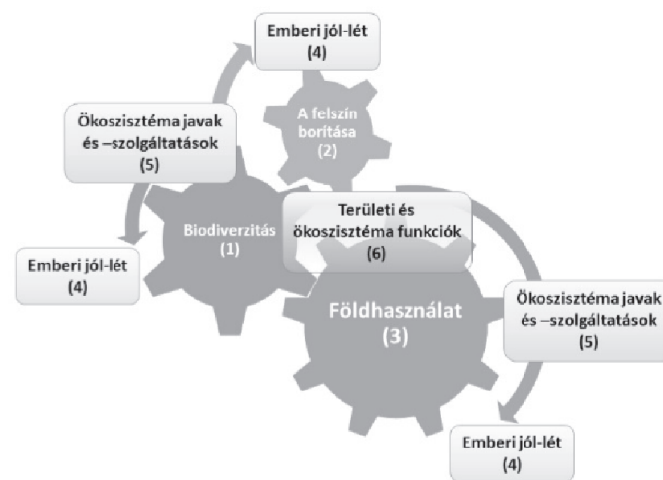 Emberi jól-lét
(4)
A felszín
borítása
(2)
Ökoszisztéma javak
és –szolgáltatások
(5)
Biodiverzitás
(1)
Területi és
ökoszisztéma funkciók
(6)
Emberi jól-lét
(4)
Földhasználat
(3)
Ökoszisztéma javak
és –szolgáltatások
(5)
Emberi jól-lét
(4)